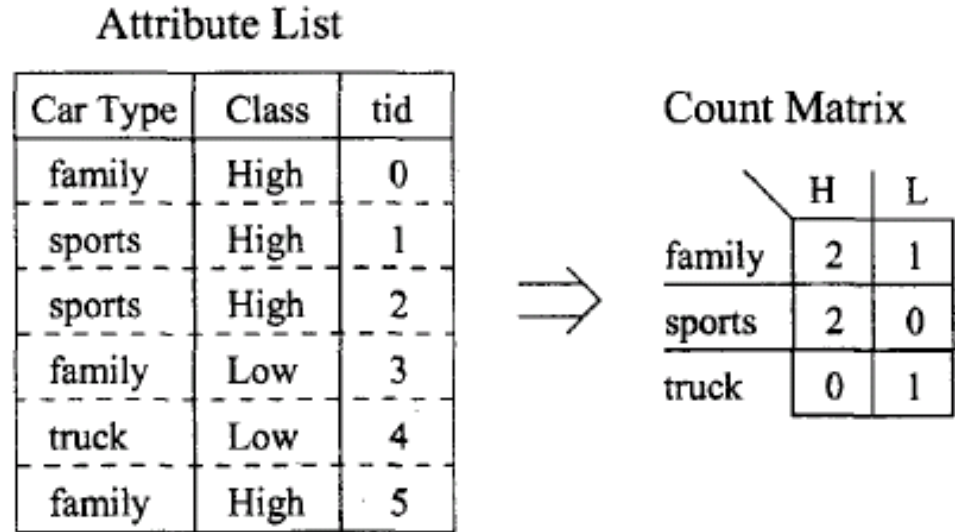 Attribute List
Car Type Class tid
family High 0
sports High 1
sports High 2
family Low 3
truck Low 4
family High 5
Count Matrix
H L
family 2 1
sports 2 0
truck 0 1